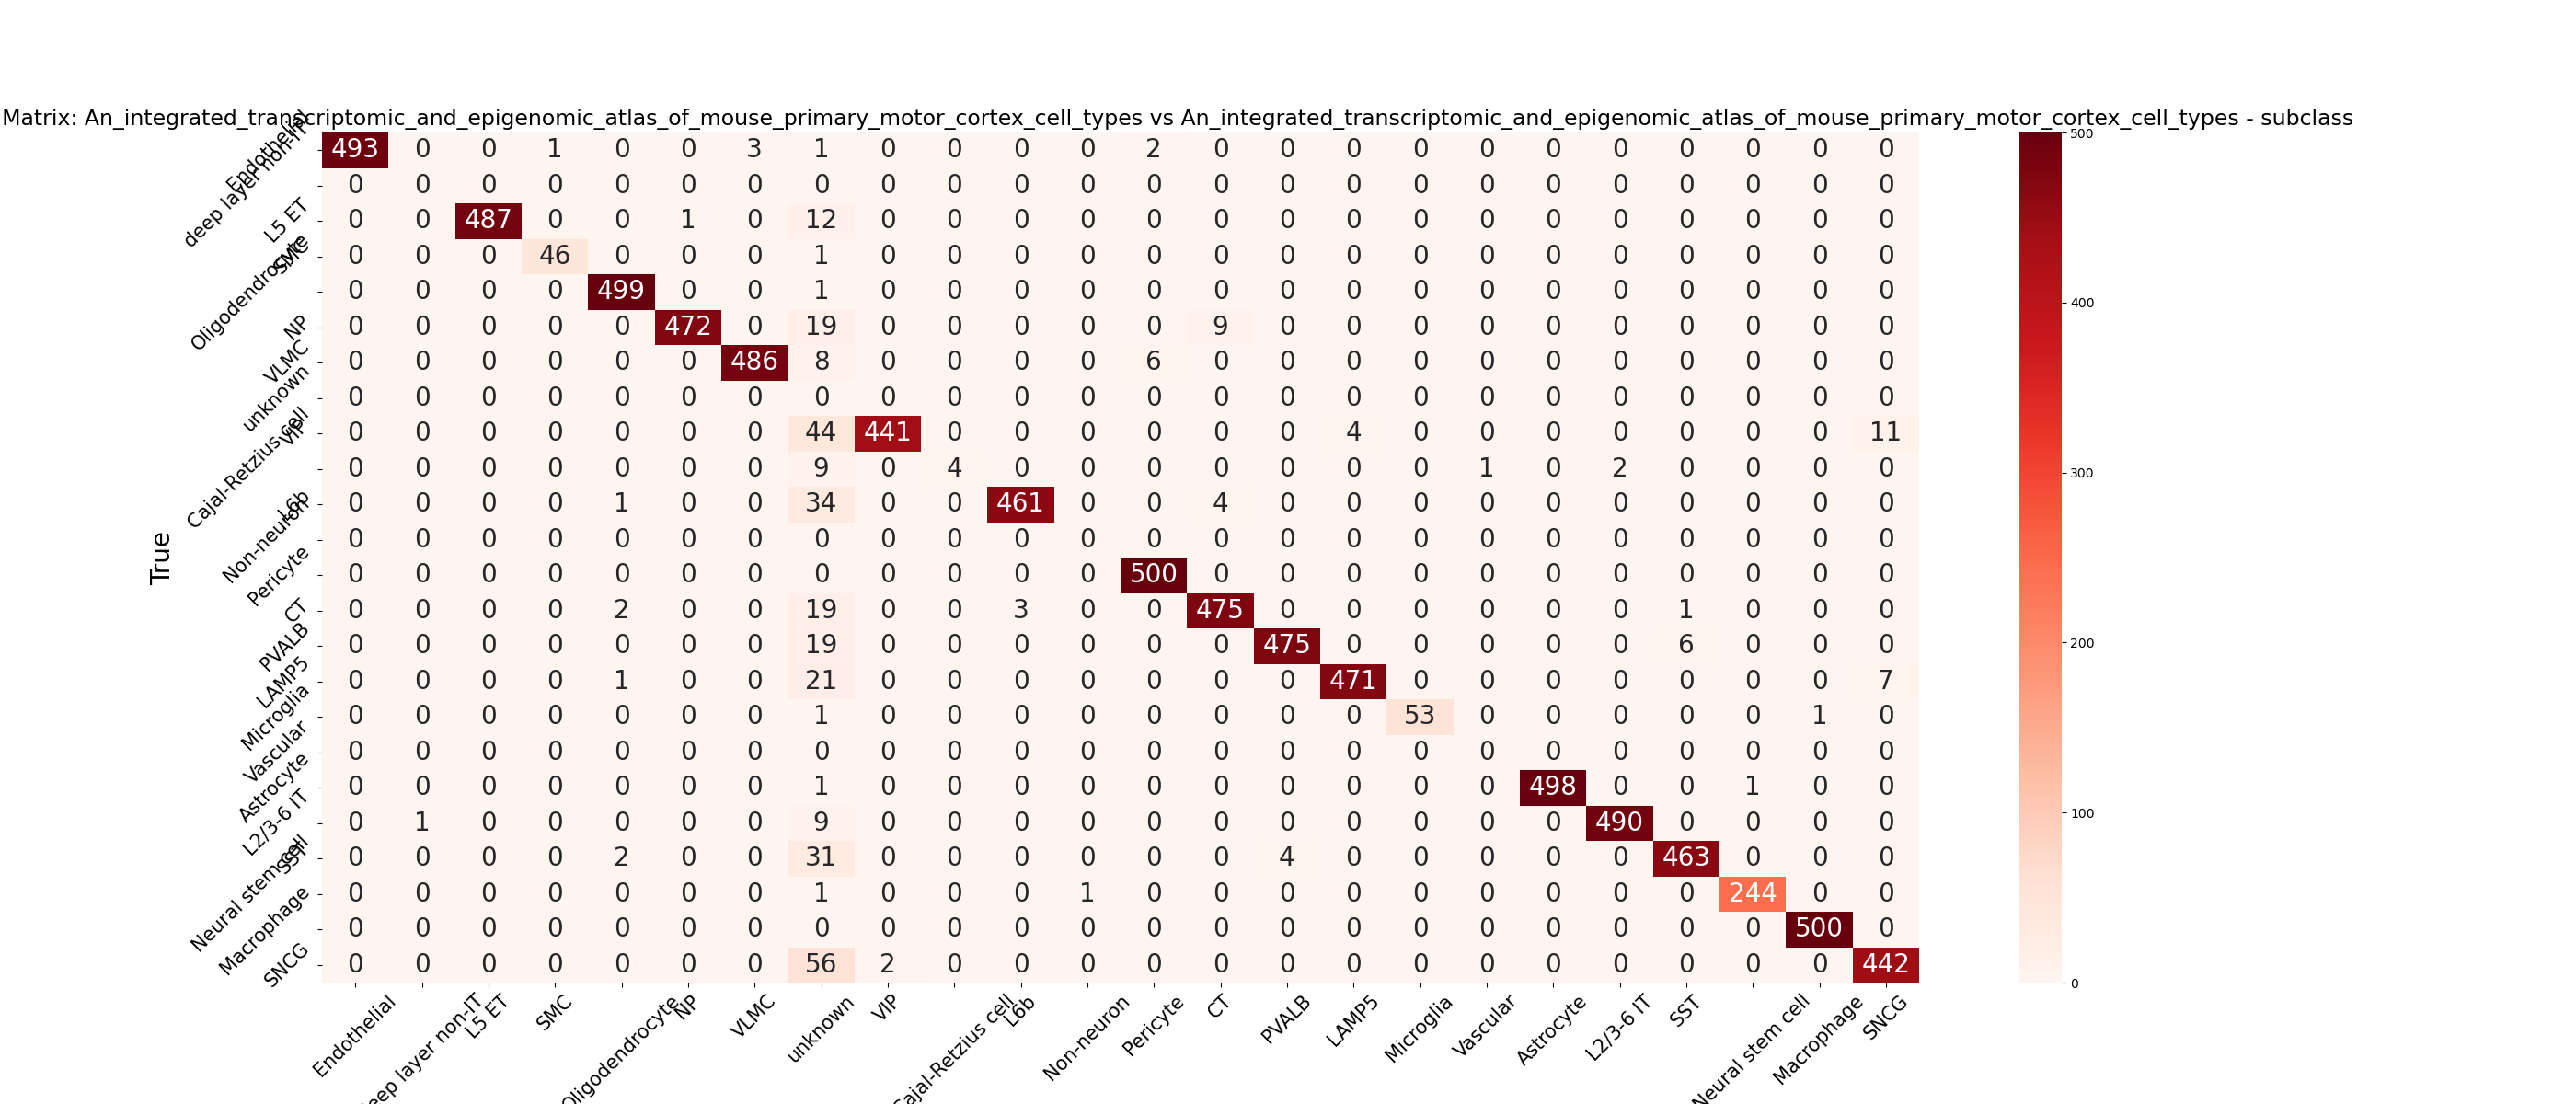 Matrix: An_integrated_transcriptomic_and_epigenomic_atlas_of_mouse_primary_motor_cortex_cell_types vs An_integrated_transcriptomic_and_epigenomic_atlas_of_mouse_primary_motor_cortex_cell_types - subclass
True
Endothelial 493 0 0 1 0 0 3 1 0 0 0 0 2 0 0 0 0 0 0 0 0 0 0 0
deep layer non-IT 0 0 0 0 0 0 0 0 0 0 0 0 0 0 0 0 0 0 0 0 0 0 0 0
L5 ET 0 0 487 0 0 1 0 12 0 0 0 0 0 0 0 0 0 0 0 0 0 0 0 0
SMC 0 0 0 46 0 0 0 1 0 0 0 0 0 0 0 0 0 0 0 0 0 0 0 0
Oligodendrocyte 0 0 0 0 499 0 0 1 0 0 0 0 0 0 0 0 0 0 0 0 0 0 0 0
NP 0 0 0 0 0 472 0 19 0 0 0 0 0 9 0 0 0 0 0 0 0 0 0 0
VLMC 0 0 0 0 0 0 486 8 0 0 0 0 6 0 0 0 0 0 0 0 0 0 0 0
unknown 0 0 0 0 0 0 0 0 0 0 0 0 0 0 0 0 0 0 0 0 0 0 0 0
VIP 0 0 0 0 0 0 0 44 441 0 0 0 0 0 0 4 0 0 0 0 0 0 0 11
Cajal-Retzius cell 0 0 0 0 0 0 0 9 0 4 0 0 0 0 0 0 0 1 0 2 0 0 0 0
L6b 0 0 0 0 1 0 0 34 0 0 461 0 0 4 0 0 0 0 0 0 0 0 0 0
Non-neuron 0 0 0 0 0 0 0 0 0 0 0 0 0 0 0 0 0 0 0 0 0 0 0 0
Pericyte 0 0 0 0 0 0 0 0 0 0 0 0 500 0 0 0 0 0 0 0 0 0 0 0
CT 0 0 0 0 2 0 0 19 0 0 3 0 0 475 0 0 0 0 0 0 1 0 0 0
PVALB 0 0 0 0 0 0 0 19 0 0 0 0 0 0 475 0 0 0 0 0 6 0 0 0
LAMP5 0 0 0 0 1 0 0 21 0 0 0 0 0 0 0 471 0 0 0 0 0 0 0 7
Microglia 0 0 0 0 0 0 0 1 0 0 0 0 0 0 0 0 53 0 0 0 0 0 1 0
Vascular 0 0 0 0 0 0 0 0 0 0 0 0 0 0 0 0 0 0 0 0 0 0 0 0
Astrocyte 0 0 0 0 0 0 0 1 0 0 0 0 0 0 0 0 0 0 498 0 0 1 0 0
L2/3-6 IT 0 1 0 0 0 0 0 9 0 0 0 0 0 0 0 0 0 0 0 490 0 0 0 0
SST 0 0 0 0 2 0 0 31 0 0 0 0 0 0 4 0 0 0 0 0 463 0 0 0
Neural stem cell 0 0 0 0 0 0 0 1 0 0 0 1 0 0 0 0 0 0 0 0 0 244 0 0
Macrophage 0 0 0 0 0 0 0 0 0 0 0 0 0 0 0 0 0 0 0 0 0 0 500 0
SNCG 0 0 0 0 0 0 0 56 2 0 0 0 0 0 0 0 0 0 0 0 0 0 0 442
Endothelial eep layer non-IT L5 ET SMC Oligodendrocyte NP VLMC unknown VIP Cajal-Retzius cell L6b Non-neuron Pericyte CT PVALB LAMP5 Microglia Vascular Astrocyte L2/3-6 IT SST Neural stem cell Macrophage SNCG
500
400
300
200
100
0